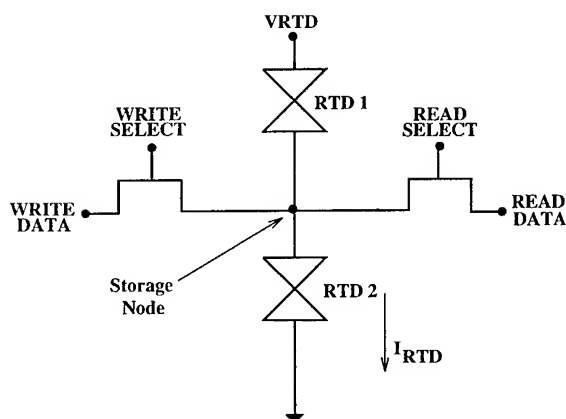 VRTD
RTD 1
WRITE
SELECT
READ
SELECT
WRITE
DATA
READ
DATA
Storage
Node
RTD 2
IRTD